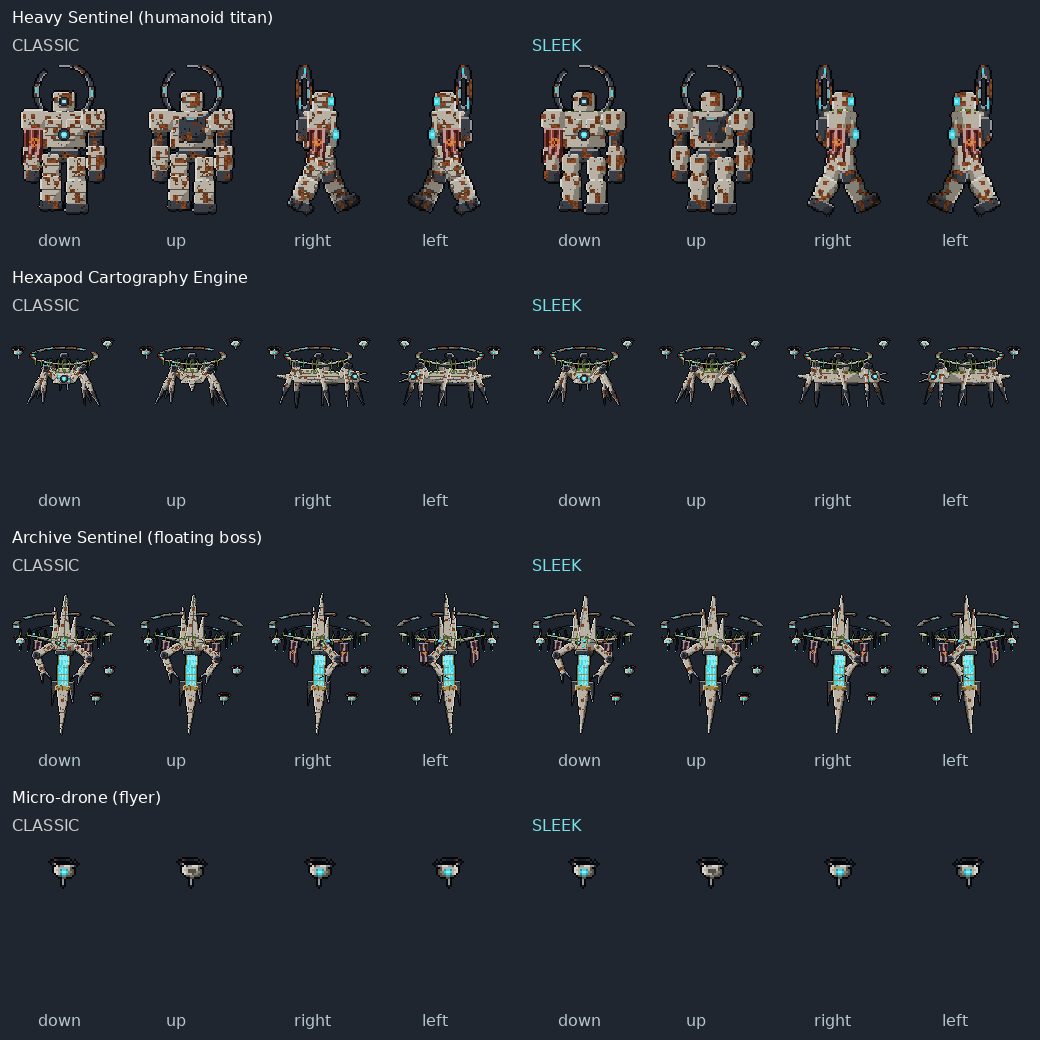 Heavy Sentinel (humanoid titan)
CLASSIC SLEEK
down up right left down up right left
Hexapod Cartography Engine
CLASSIC SLEEK
down up right left down up right left
Archive Sentinel (floating boss)
CLASSIC SLEEK
down up right left down up right left
Micro-drone (flyer)
CLASSIC SLEEK
down up right left down up right left